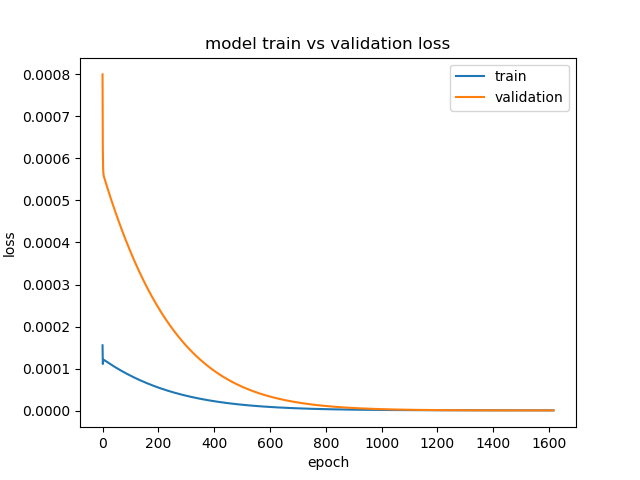 model train vs validation loss
train
validation
0.0008
0.0007
0.0006
0.0005
0.0004
0.0003
0.0002
0.0001
0.0000
loss
0 200 400 600 800 1000 1200 1400 1600
epoch